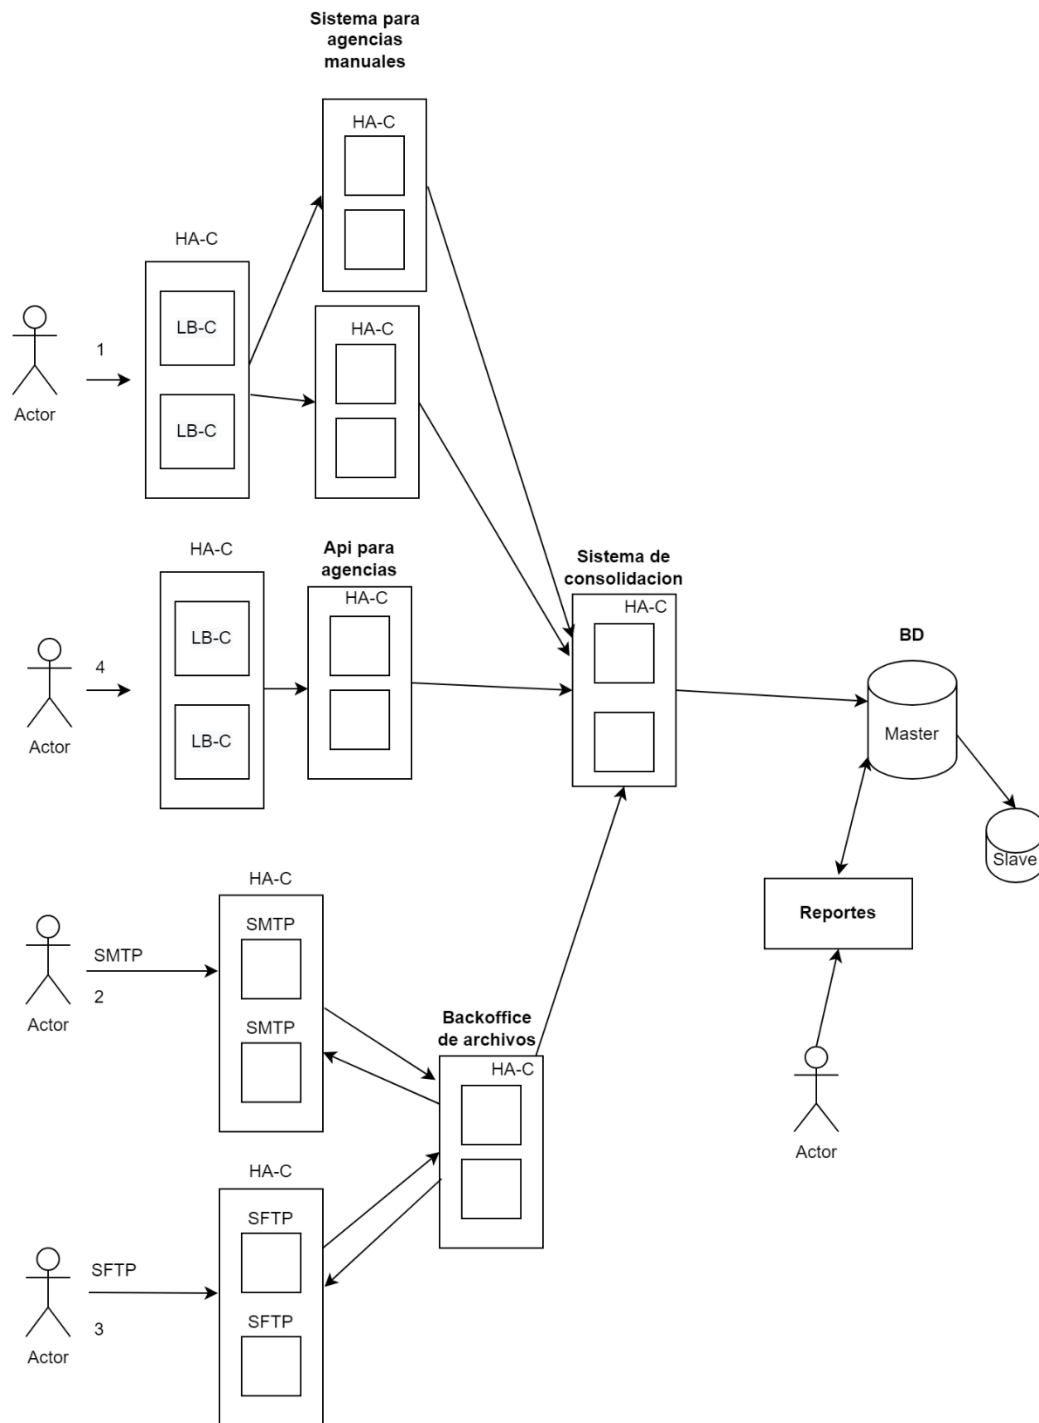 Sistema para
agencias
manuales
HA-C
HA-C
LB-C
LB-C
HA-C
1
Actor
HA-C
LB-C
LB-C
Api para
agencias
HA-C
4
Actor
Sistema de
consolidacion
HA-C
BD
Master
Slave
Reportes
Actor
HA-C
SMTP
SMTP
SMTP
2
Actor
Backoffice
de archivos
HA-C
HA-C
SFTP
SFTP
SFTP
3
Actor